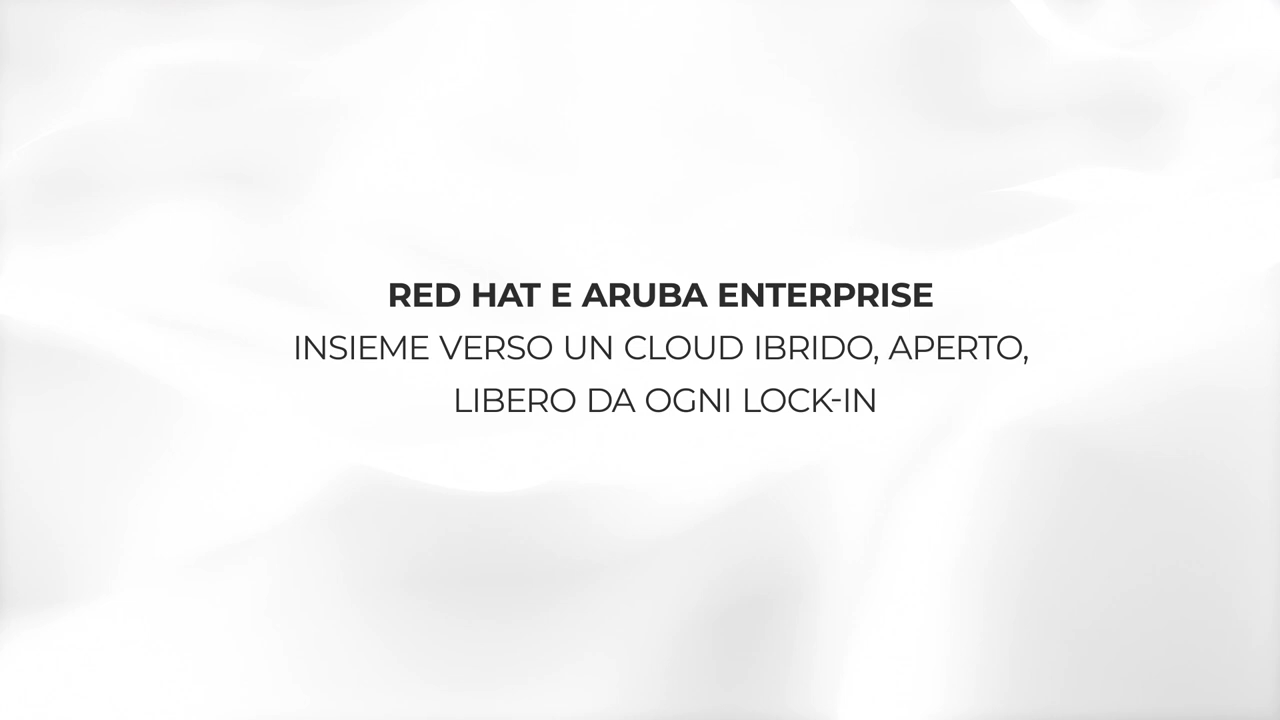 RED HAT E ARUBA ENTERPRISE
INSIEME VERSO UN CLOUD IBRIDO, APERTO,
LIBERO DA OGNI LOCK-IN